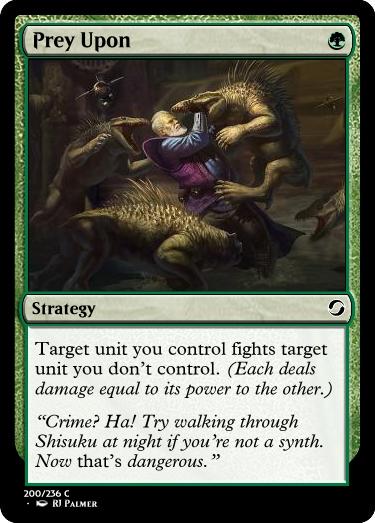 Prey Upon
Strategy
Target unit you control fights target
unit you don't control. (Each deals
damage equal to its power to the other.)
"Crime? Ha! Try walking through
Shisuku at night if you're not a synth.
Now that's dangerous."
200/236 C
· RJ Palmer